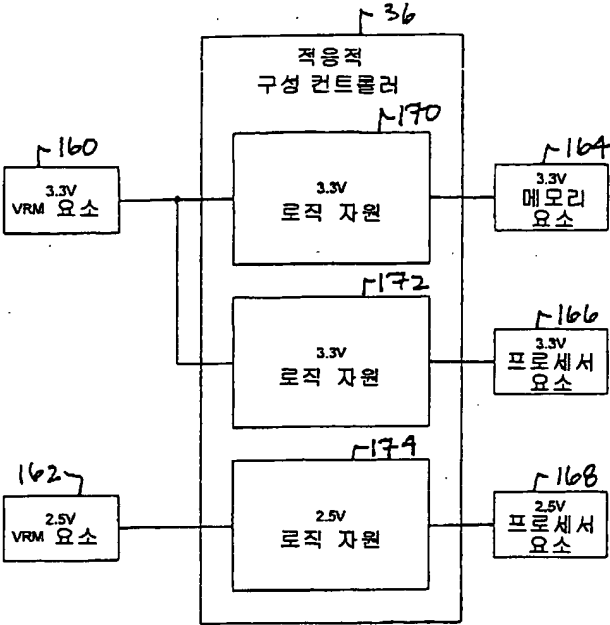 36
적응적
구성 컨트롤러
170
160
164
3.3V
VRM 요소
3.3V
로직 자원
3.3V
메모리
요소
172
166
3.3V
로직 자원
3.3V
프로세서
요소
174
162
168
2.5V
VRM 요소
2.5V
로직 자원
2.5V
프로세서
요소